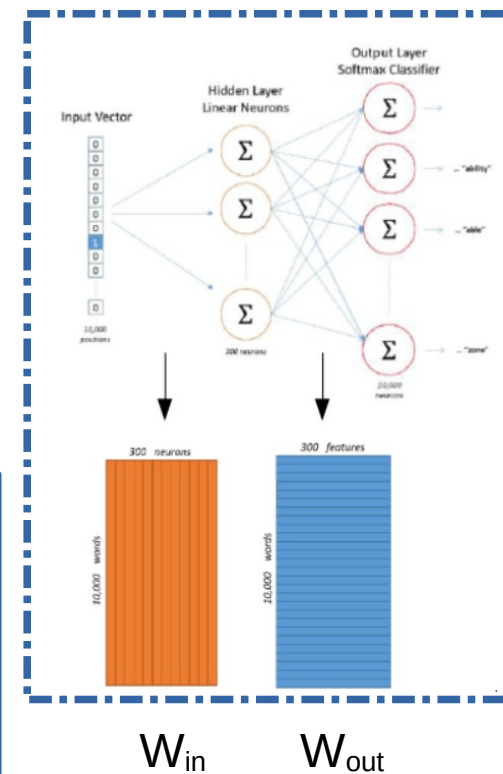 Output Layer
Softmax Classifier
Hidden Layer
Linear Neurons
Input Vector
0
0
0
0
0
0
0
1
0
0
0
Σ
Σ
Σ
Σ
Σ
Σ
Σ
... "ability"
... "able"
... "zone"
10,000
positions
300 neurons
10,000
neurons
300 neurons
10,000 words
300 features
10,000 words
Win
Wout